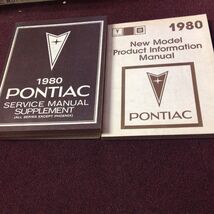 1980
PONTIAC
SERVICE MANUAL
SUPPLEMENT
(ALL SERIES EXCEPT PHOENIX)
1980
New Model
Product Information
Manual
PONTIAC